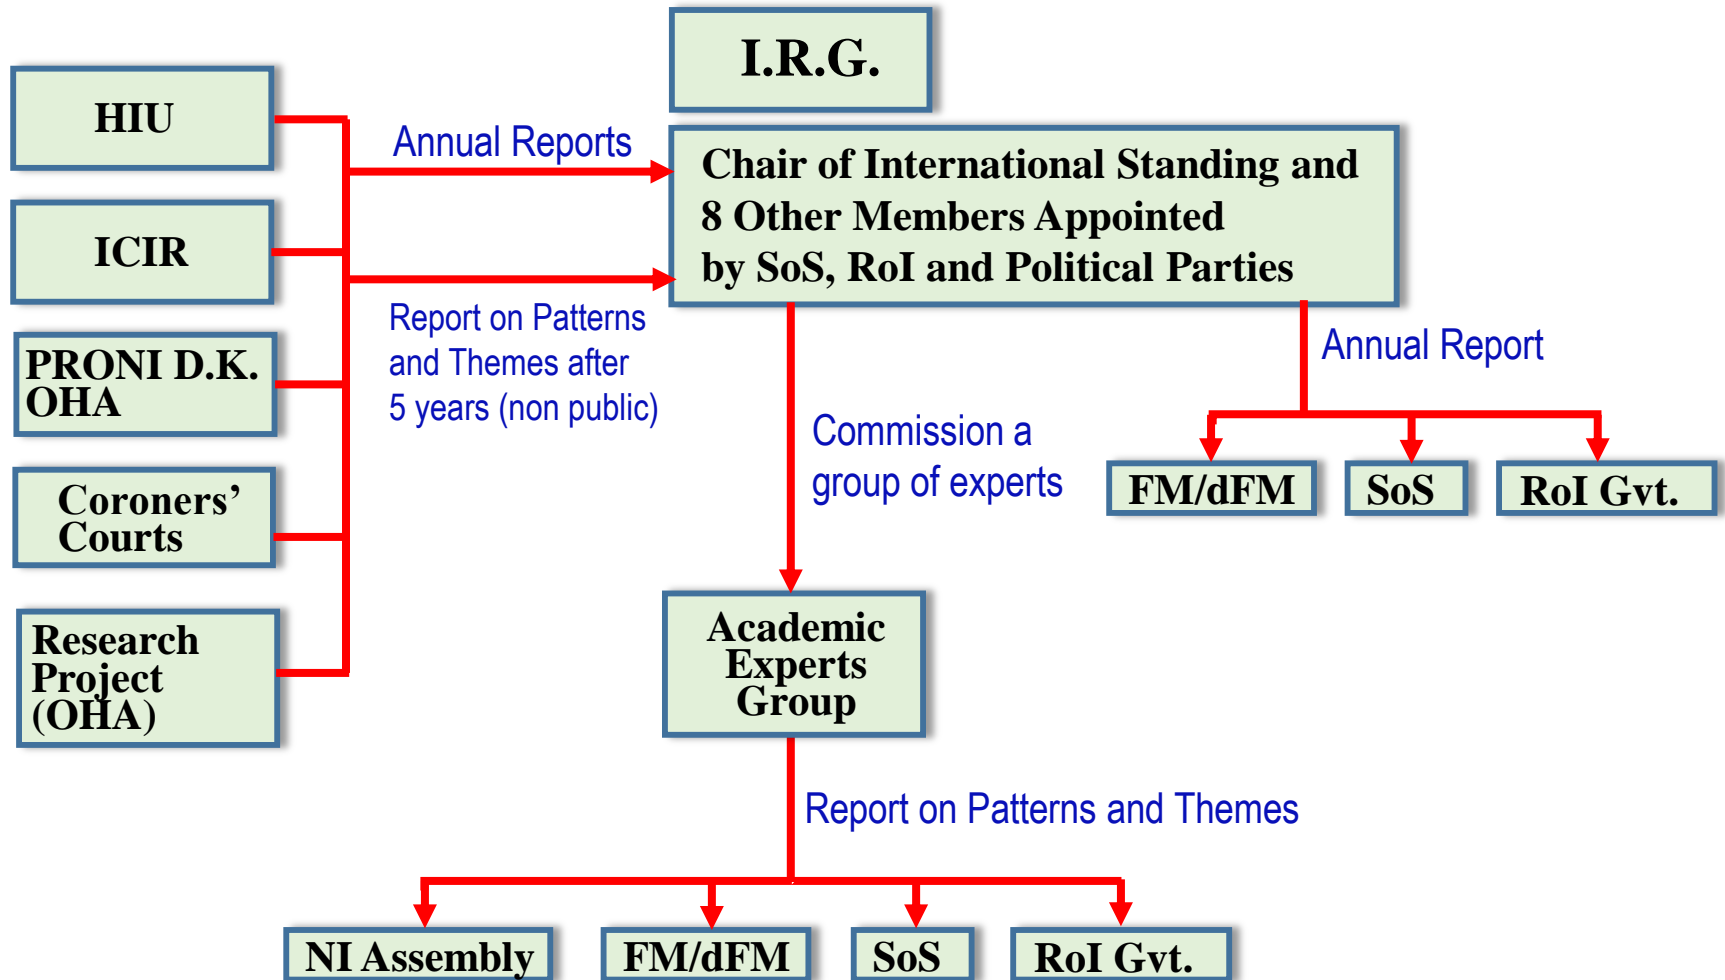 I.R.G.
HIU
ICIR
PRONI D.K.
OHA
Coroners’
Courts
Research
Project
(OHA)
Annual Reports
Report on Patterns
and Themes after
5 years (non public)
Chair of International Standing and
8 Other Members Appointed
by SoS, RoI and Political Parties
Annual Report
FM/dFM
SoS
RoI Gvt.
Commission a
group of experts
Academic
Experts
Group
Report on Patterns and Themes
NI Assembly
FM/dFM
SoS
RoI Gvt.